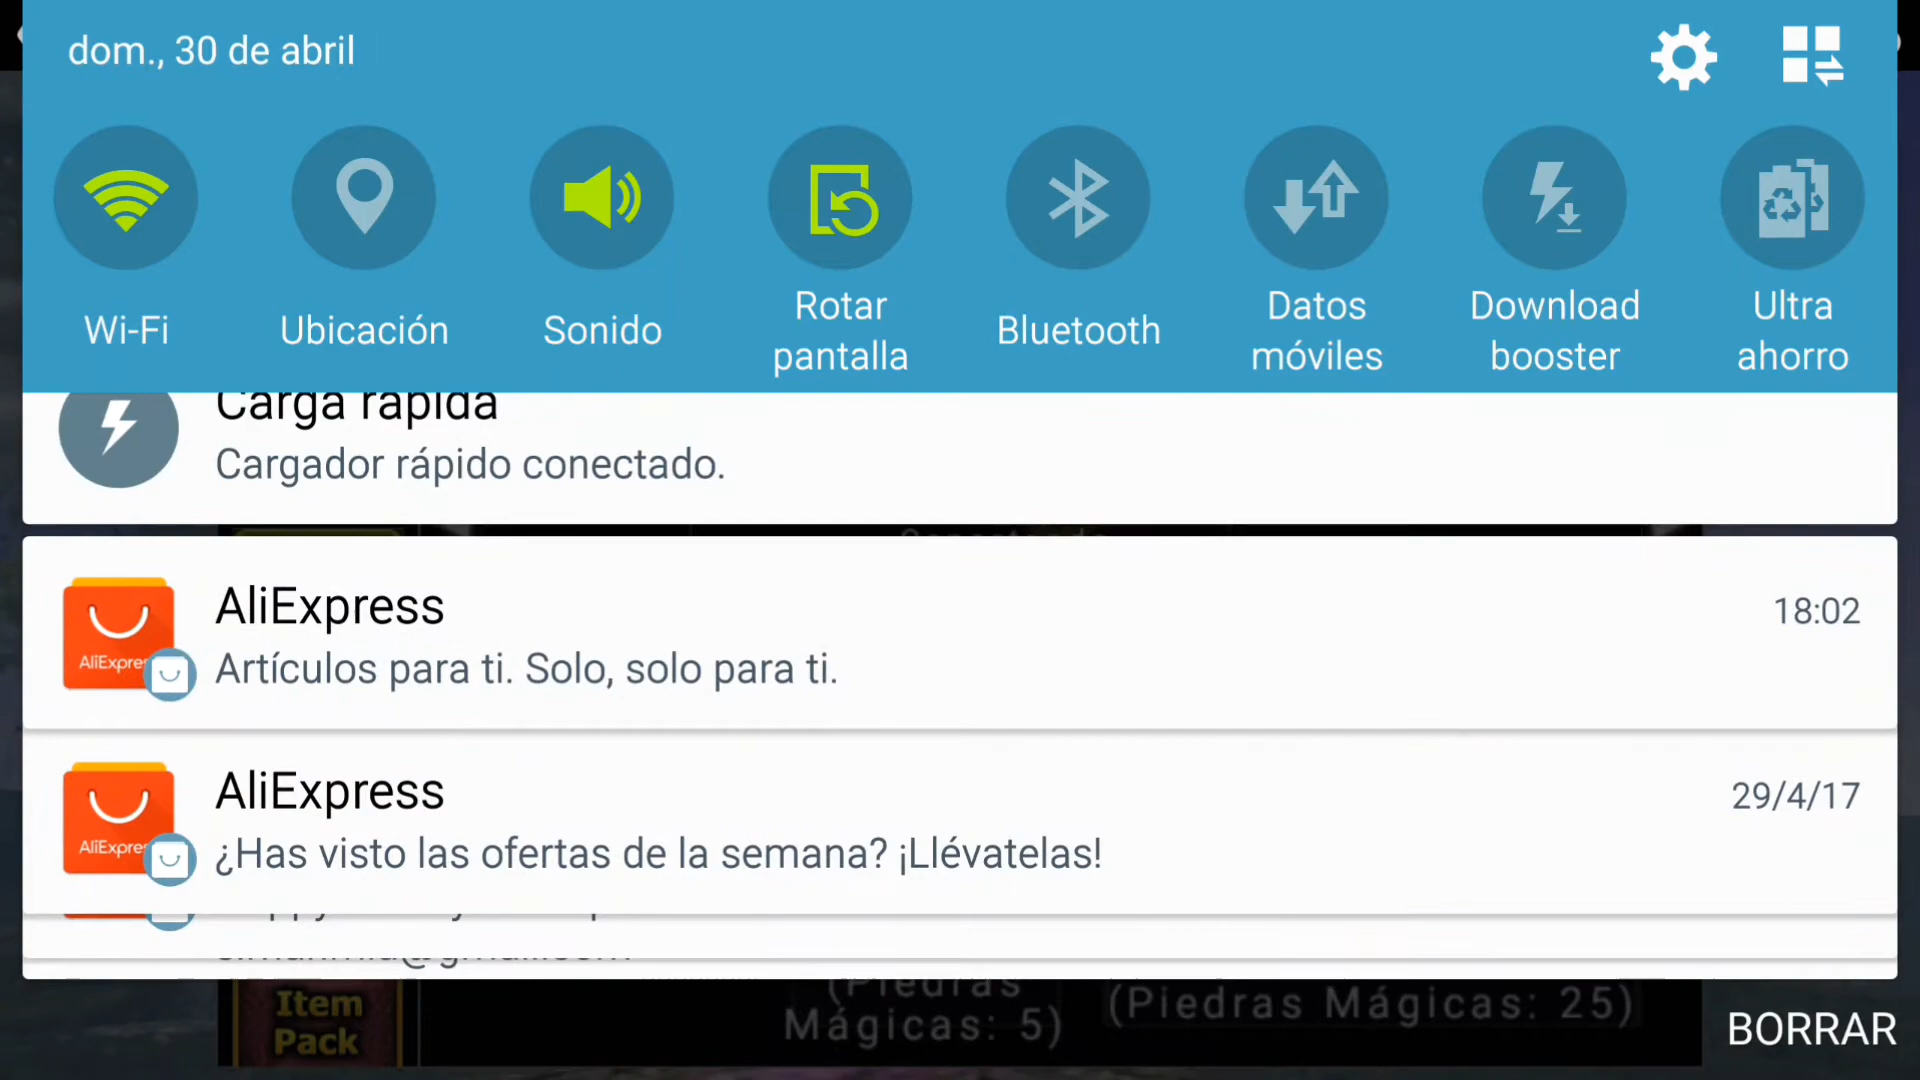 dom., 30 de abril
Wi-Fi
Ubicación
Sonido
Rotar
pantalla
Bluetooth
Datos
móviles
Download
booster
Ultra
ahorro
Carga rápida
Cargador rápido conectado.
AliExpress
18:02
Artículos para ti. Solo, solo para ti.
AliExpress
29/4/17
¿Has visto las ofertas de la semana? ¡Llévatelas!
Item
Pack
(Piedras
Mágicas: 5)
(Piedras Mágicas: 25)
BORRAR